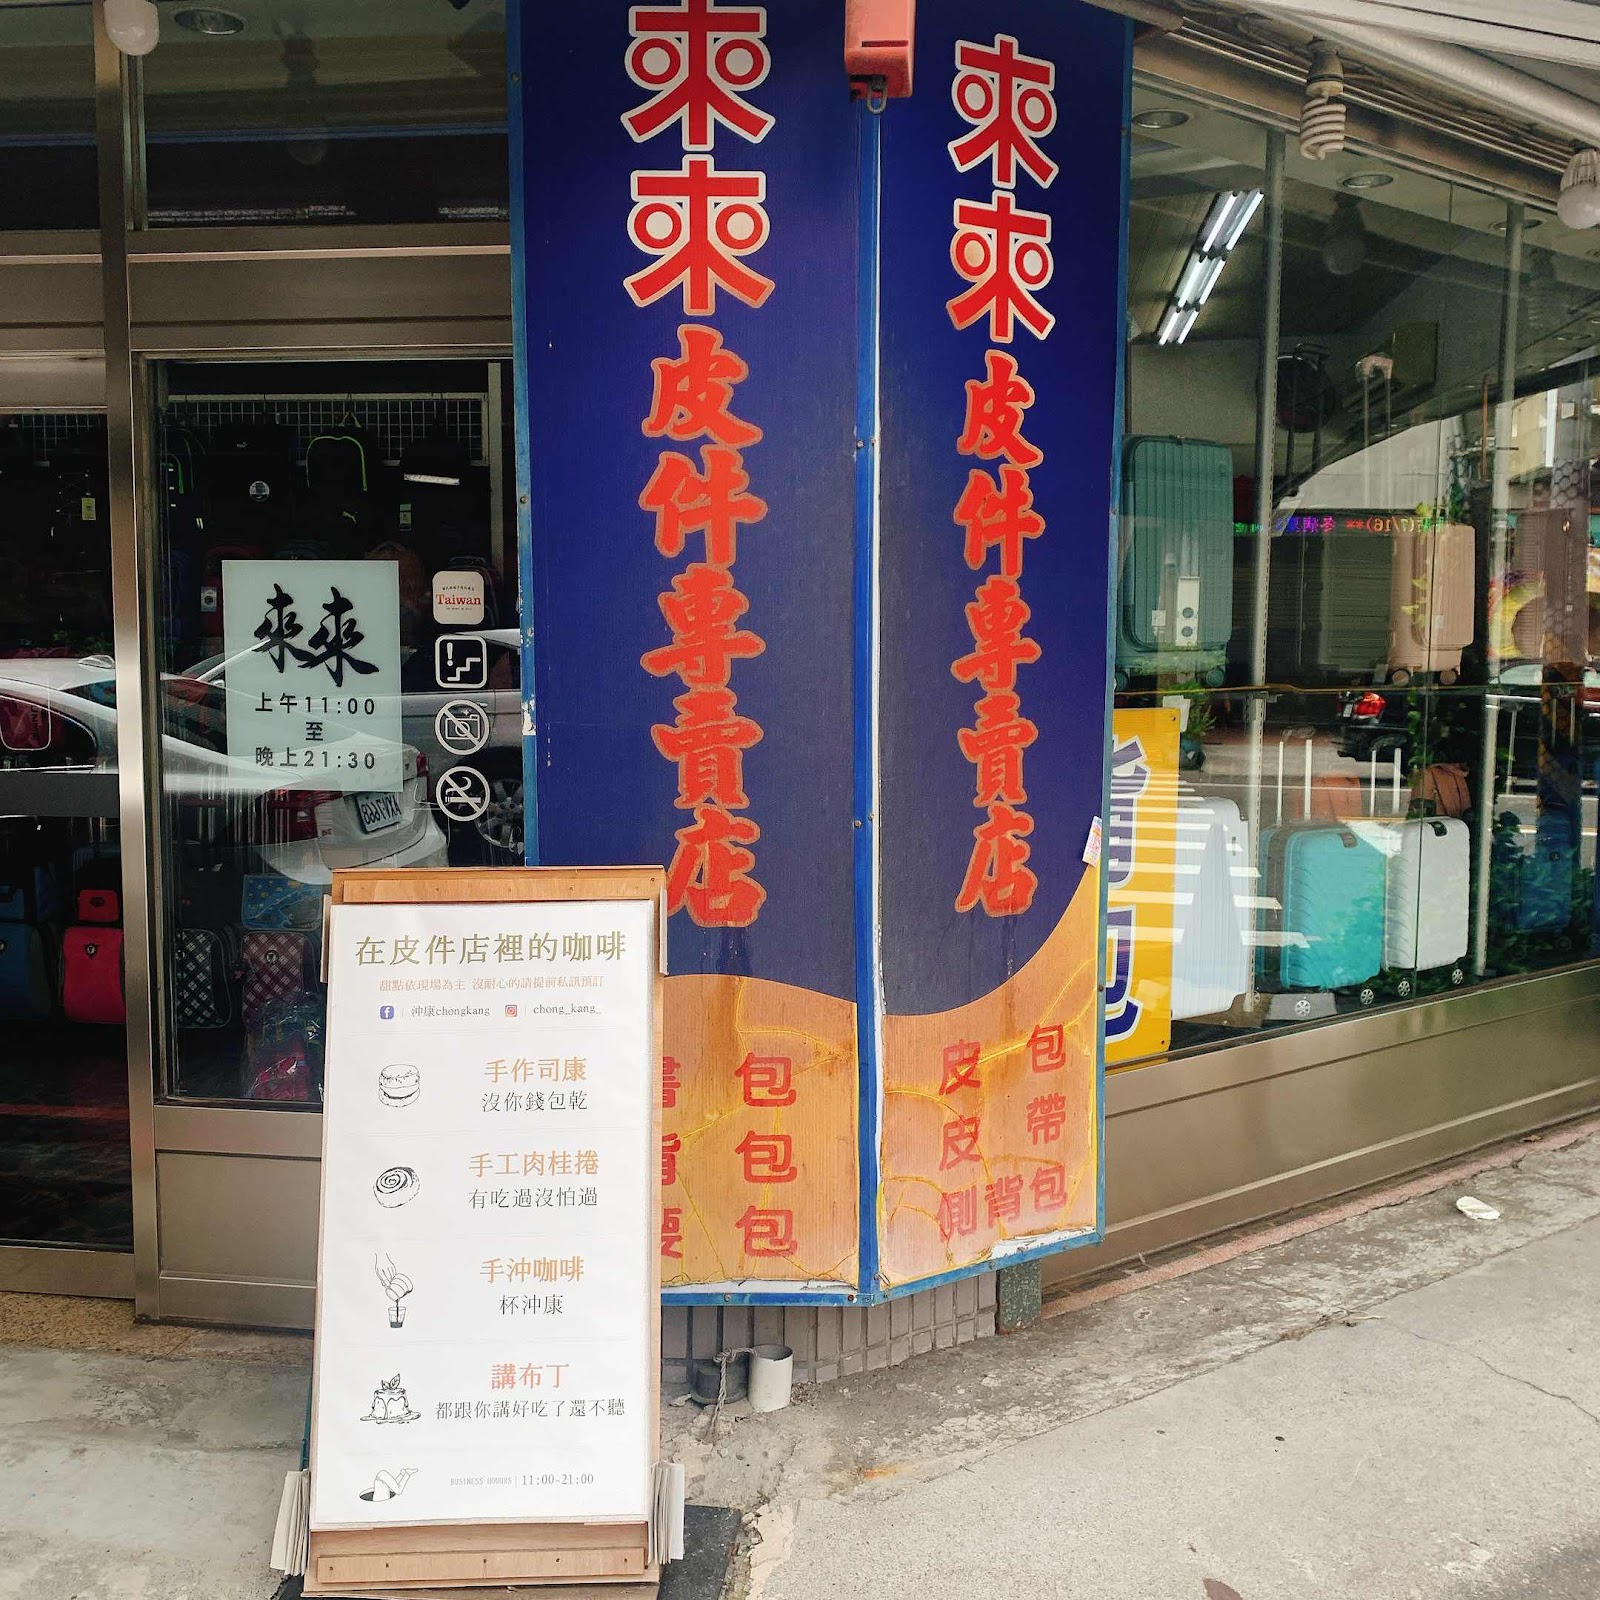 來來皮件專賣店
來來皮件專賣店
來來
上午11:00
至
晚上21:30
Taiwan
在皮件店裡的咖啡
甜點依現場為主 沒耐心的請提前私訊預訂
沖康chongkang
chong_kang_
手作司康
沒你錢包乾
手工肉桂捲
有吃過沒怕過
手沖咖啡
杯沖康
講布丁
都跟你講好吃了還不聽
BUSINESS HOURS 11:00-21:00
書包
背包
腰包
皮包
皮帶
側背包